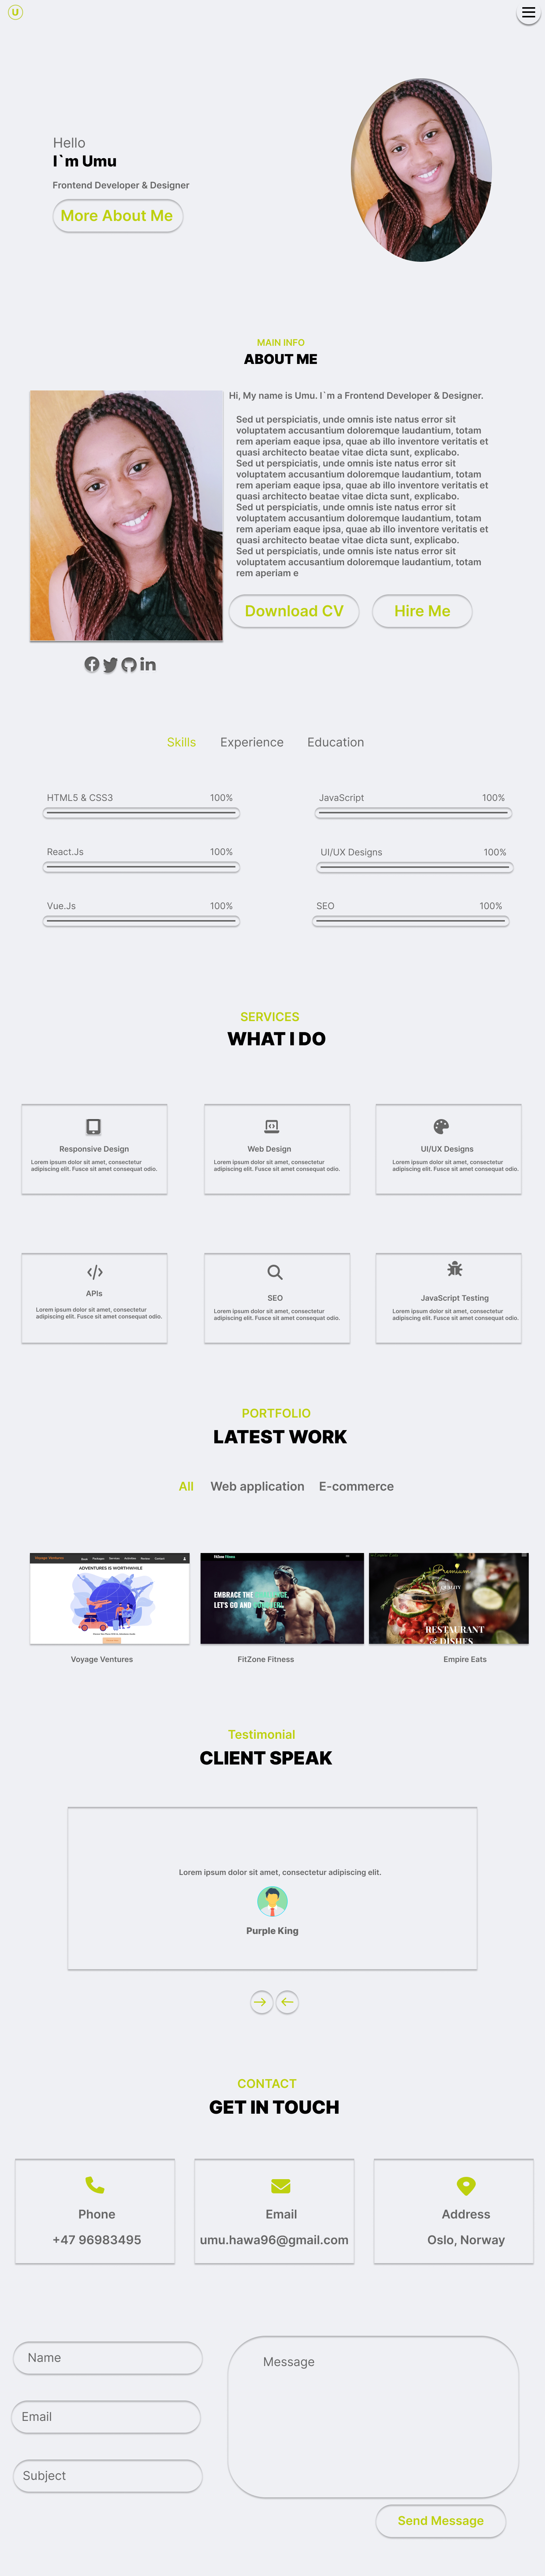 U
Hello
I`m Umu
Frontend Developer & Designer
More About Me
MAIN INFO
ABOUT ME
Hi, My name is Umu. I`m a Frontend Developer & Designer.
Sed ut perspiciatis, unde omnis iste natus error sit
voluptatem accusantium doloremque laudantium, totam
rem aperiam eaque ipsa, quae ab illo inventore veritatis et
quasi architecto beatae vitae dicta sunt, explicabo.
Sed ut perspiciatis, unde omnis iste natus error sit
voluptatem accusantium doloremque laudantium, totam
rem aperiam eaque ipsa, quae ab illo inventore veritatis et
quasi architecto beatae vitae dicta sunt, explicabo.
Sed ut perspiciatis, unde omnis iste natus error sit
voluptatem accusantium doloremque laudantium, totam
rem aperiam eaque ipsa, quae ab illo inventore veritatis et
quasi architecto beatae vitae dicta sunt, explicabo.
Sed ut perspiciatis, unde omnis iste natus error sit
voluptatem accusantium doloremque laudantium, totam
rem aperiam e
Download CV
Hire Me
Skills Experience Education
HTML5 & CSS3 100%
JavaScript 100%
React.Js 100%
UI/UX Designs 100%
Vue.Js 100%
SEO 100%
SERVICES
WHAT I DO
Responsive Design
Lorem ipsum dolor sit amet, consectetur
adipiscing elit. Fusce sit amet consequat odio.
Web Design
Lorem ipsum dolor sit amet, consectetur
adipiscing elit. Fusce sit amet consequat odio.
UI/UX Designs
Lorem ipsum dolor sit amet, consectetur
adipiscing elit. Fusce sit amet consequat odio.
APIs
Lorem ipsum dolor sit amet, consectetur
adipiscing elit. Fusce sit amet consequat odio.
SEO
Lorem ipsum dolor sit amet, consectetur
adipiscing elit. Fusce sit amet consequat odio.
JavaScript Testing
Lorem ipsum dolor sit amet, consectetur
adipiscing elit. Fusce sit amet consequat odio.
PORTFOLIO
LATEST WORK
All Web application E-commerce
ADVENTURES IS WORTHWHILE
Voyage Ventures
FitZone Fitness
EMBRACE THE
LET'S GO AND
FitZone Fitness
Premium
QUALITY
RESTAURANT
& DISHES
Empire Eats
Testimonial
CLIENT SPEAK
Lorem ipsum dolor sit amet, consectetur adipiscing elit.
Purple King
CONTACT
GET IN TOUCH
Phone
+47 96983495
Email
umu.hawa96@gmail.com
Address
Oslo, Norway
Name
Email
Subject
Message
Send Message